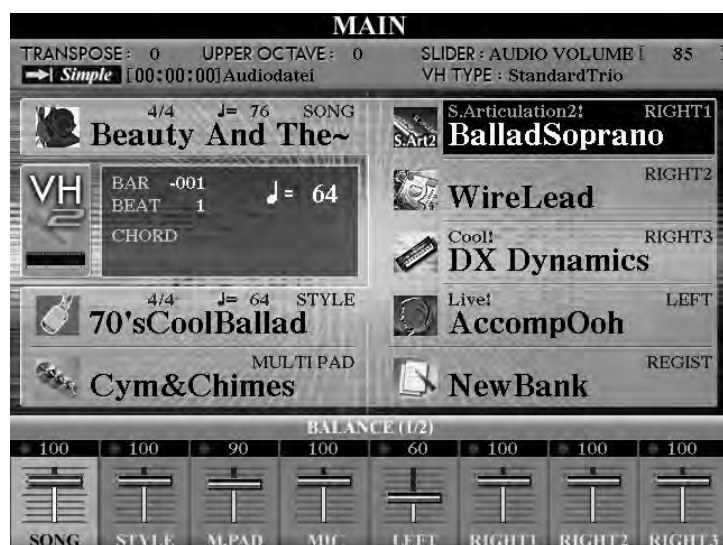 MAIN
TRANSPOSE : 0 UPPER OCTAVE : 0 SLIDER : AUDIO VOLUME [ 85 ]
Simple [00:00:00] Audiodatei VH TYPE : StandardTrio
4/4 ♩= 76 SONG
Beauty And The~
S.Art2
S.Articulation2! RIGHT1
BalladSoprano
VH
2
BAR -001
BEAT 1
♩= 64
CHORD
RIGHT2
WireLead
Cool! RIGHT3
DX Dynamics
4/4 ♩= 64 STYLE
70'sCoolBallad
Live! LEFT
AccompOoh
MULTI PAD
Cym&Chimes
REGIST
NewBank
BALANCE (1/2)
100 100 90 100 60 100 100 100
SONG STYLE M.PAD MIC LEFT RIGHT1 RIGHT2 RIGHT3